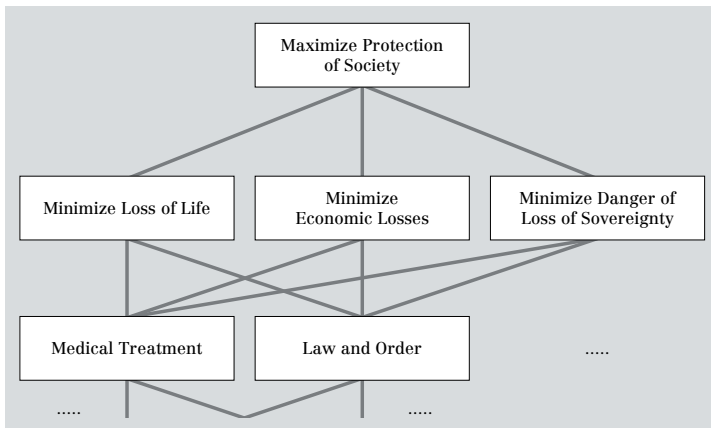 Maximize Protection
of Society
Minimize Loss of Life
Minimize
Economic Losses
Minimize Danger of
Loss of Sovereignty
Medical Treatment
Law and Order
.....
.....
.....